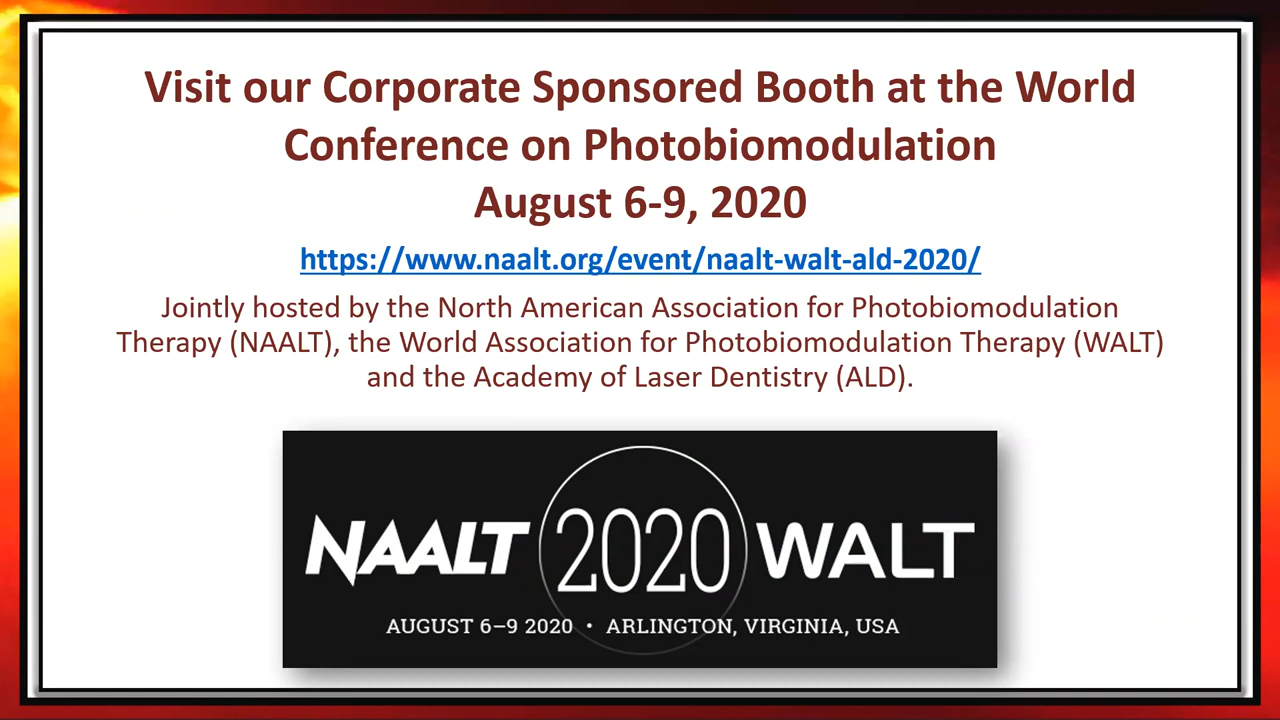 Visit our Corporate Sponsored Booth at the World
Conference on Photobiomodulation
August 6-9, 2020
https://www.naalt.org/event/naalt-walt-ald-2020/
Jointly hosted by the North American Association for Photobiomodulation
Therapy (NAALT), the World Association for Photobiomodulation Therapy (WALT)
and the Academy of Laser Dentistry (ALD).
NAALT 2020 WALT
AUGUST 6–9 2020 • ARLINGTON, VIRGINIA, USA